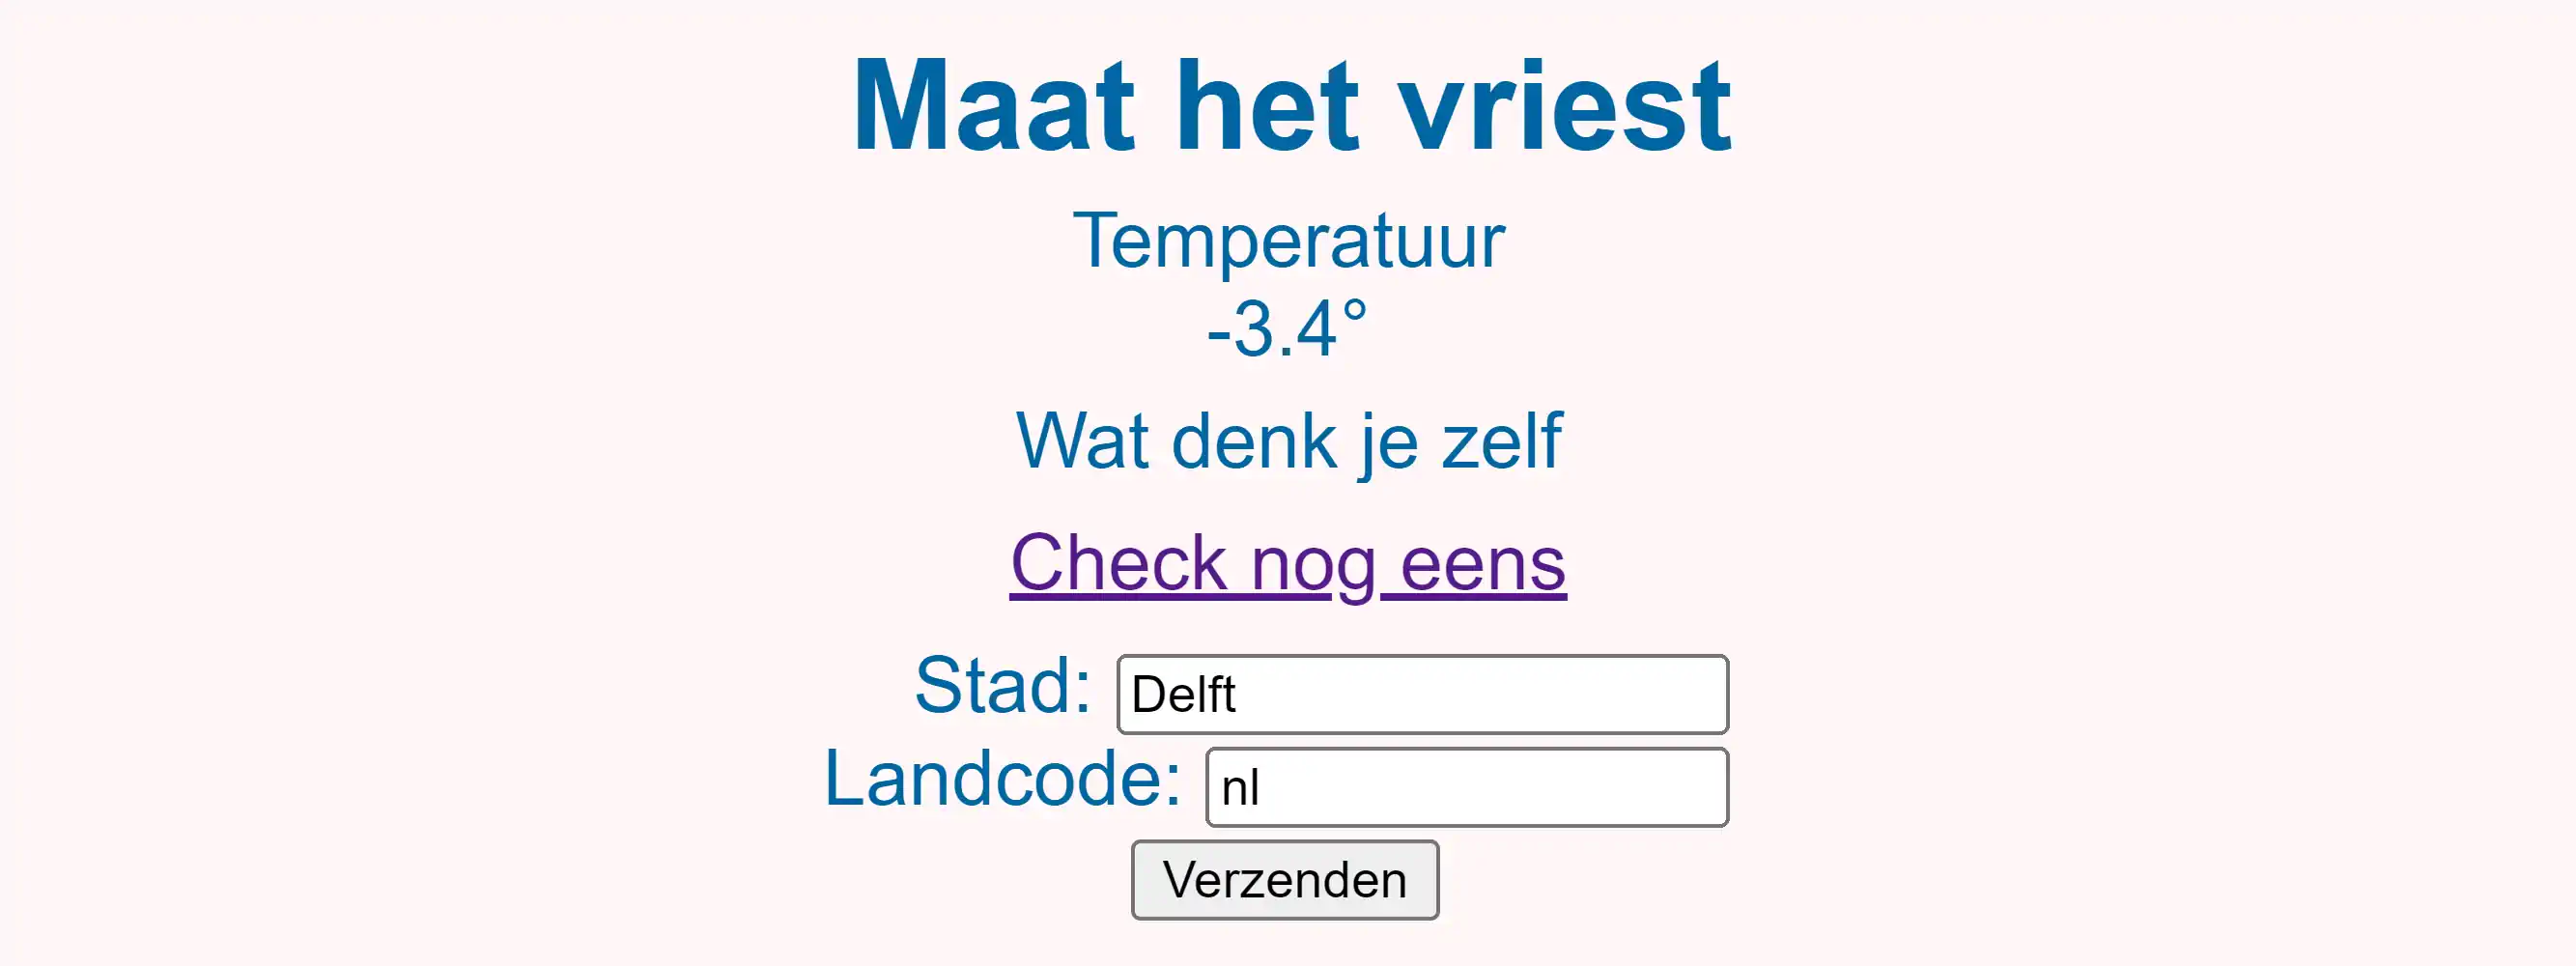 Maat het vriest
Temperatuur
-3.4°
Wat denk je zelf
Check nog eens
Stad: Delft
Landcode: nl
Verzenden